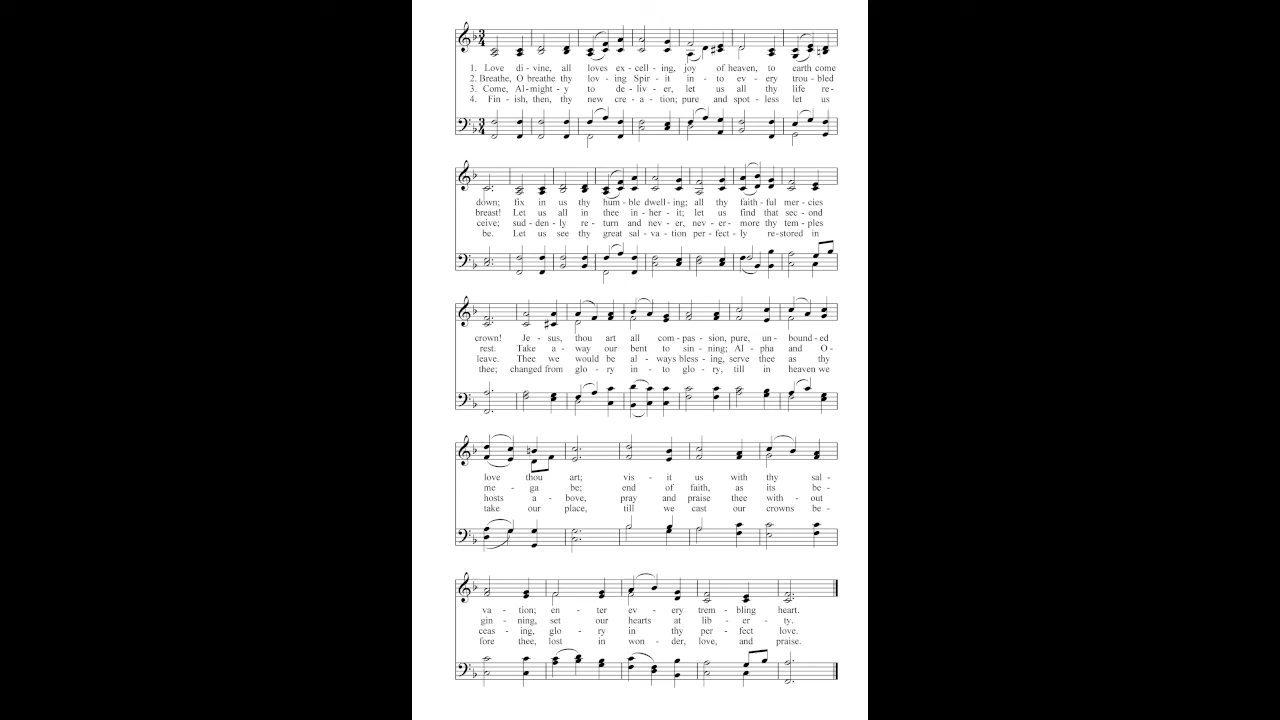 1. Love di - vine, all loves ex - cell - ing, joy of heaven, to earth come
2. Breathe, O breathe thy lov - ing Spir - it in - to ev - ery trou - bled
3. Come, Al - might - y to de - liv - er, let us all thy life re -
4. Fin - ish, then, thy new cre - a - tion; pure and spot - less let us
down; fix in us thy hum - ble dwell - ing; all thy faith - ful mer - cies
breast! Let us all in thee in - her - it; let us find that sec - ond
ceive; sud - den - ly re - turn and nev - er, nev - er - more thy tem - ples
be. Let us see thy great sal - va - tion per - fect - ly re - stored in
crown! Je - sus, thou art all com - pas - sion, pure, un - bound - ed
rest. Take a - way our bent to sin - ning; Al - pha and O -
leave. Thee we would be al - ways bless - ing, serve thee as thy
thee; changed from glo - ry in - to glo - ry, till in heaven we
love thou art; vis - it us with thy sal -
me - ga be; end of faith, as its be -
hosts a - bove, pray and praise thee with - out
take our place, till we cast our crowns be -
va - tion; en - ter ev - ery trem - bling heart.
gin - ning, set our hearts at lib - er - ty.
ceas - ing, glo - ry in thy per - fect love.
fore thee, lost in won - der, love, and praise.